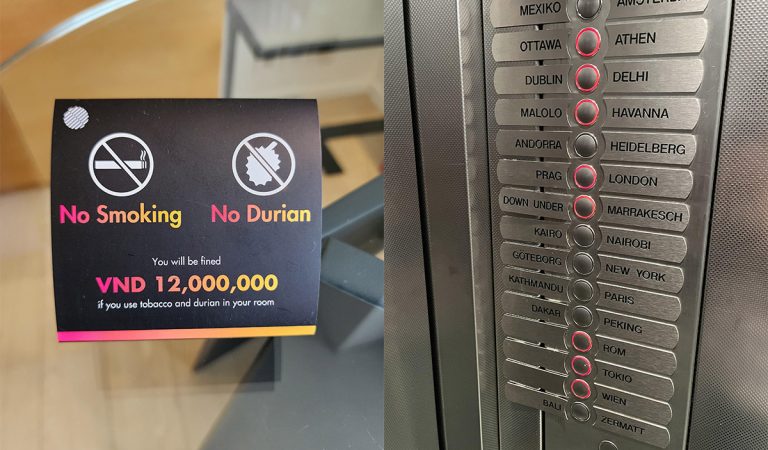 No Smoking
No Durian
You will be fined
VND 12,000,000
if you use tobacco and durian in your room
MEXIKO
AMSTERDAM
OTTAWA
ATHEN
DUBLIN
DELHI
MALOLO
HAVANNA
ANDORRA
HEIDELBERG
PRAG
LONDON
DOWN UNDER
MARRAKESCH
KAIRO
NAIROBI
GÖTEBORG
NEW YORK
KATHMANDU
PARIS
DAKAR
PEKING
ROM
TOKIO
WIEN
BALI
ZERMATT